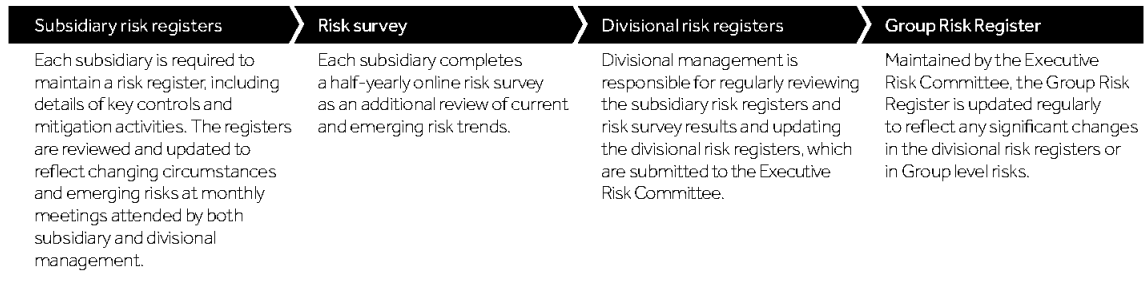 Subsidiary risk registers
Each subsidiary is required to
maintain a risk register, including
details of key controls and
mitigation activities. The registers
are reviewed and updated to
reflect changing circumstances
and emerging risks at monthly
meetings attended by both
subsidiary and divisional
management.
Risk survey
Each subsidiary completes
a half-yearly online risk survey
as an additional review of current
and emerging risk trends.
Divisional risk registers
Divisional management is
responsible for regularly reviewing
the subsidiary risk registers and
risk survey results and updating
the divisional risk registers, which
are submitted to the Executive
Risk Committee.
Group Risk Register
Maintained by the Executive
Risk Committee, the Group Risk
Register is updated regularly
to reflect any significant changes
in the divisional risk registers or
in Group level risks.